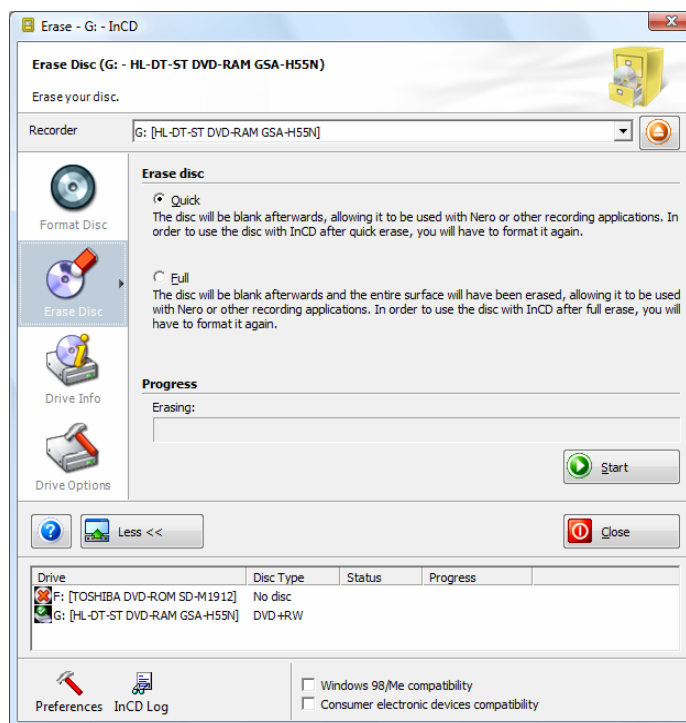 Erase - G: - InCD
Erase Disc (G: - HL-DT-ST DVD-RAM GSA-H55N)
Erase your disc.
Recorder
G: [HL-DT-ST DVD-RAM GSA-H55N]
Format Disc
Erase Disc
Drive Info
Drive Options
Erase disc
Quick
The disc will be blank afterwards, allowing it to be used with Nero or other recording applications. In
order to use the disc with InCD after quick erase, you will have to format it again.
Full
The disc will be blank afterwards and the entire surface will have been erased, allowing it to be used
with Nero or other recording applications. In order to use the disc with InCD after full erase, you will
have to format it again.
Progress
Erasing:
Start
Less <<
Close
Drive Disc Type Status Progress
F: [TOSHIBA DVD-ROM SD-M1912] No disc
G: [HL-DT-ST DVD-RAM GSA-H55N] DVD+RW
Preferences InCD Log
Windows 98/Me compatibility
Consumer electronic devices compatibility